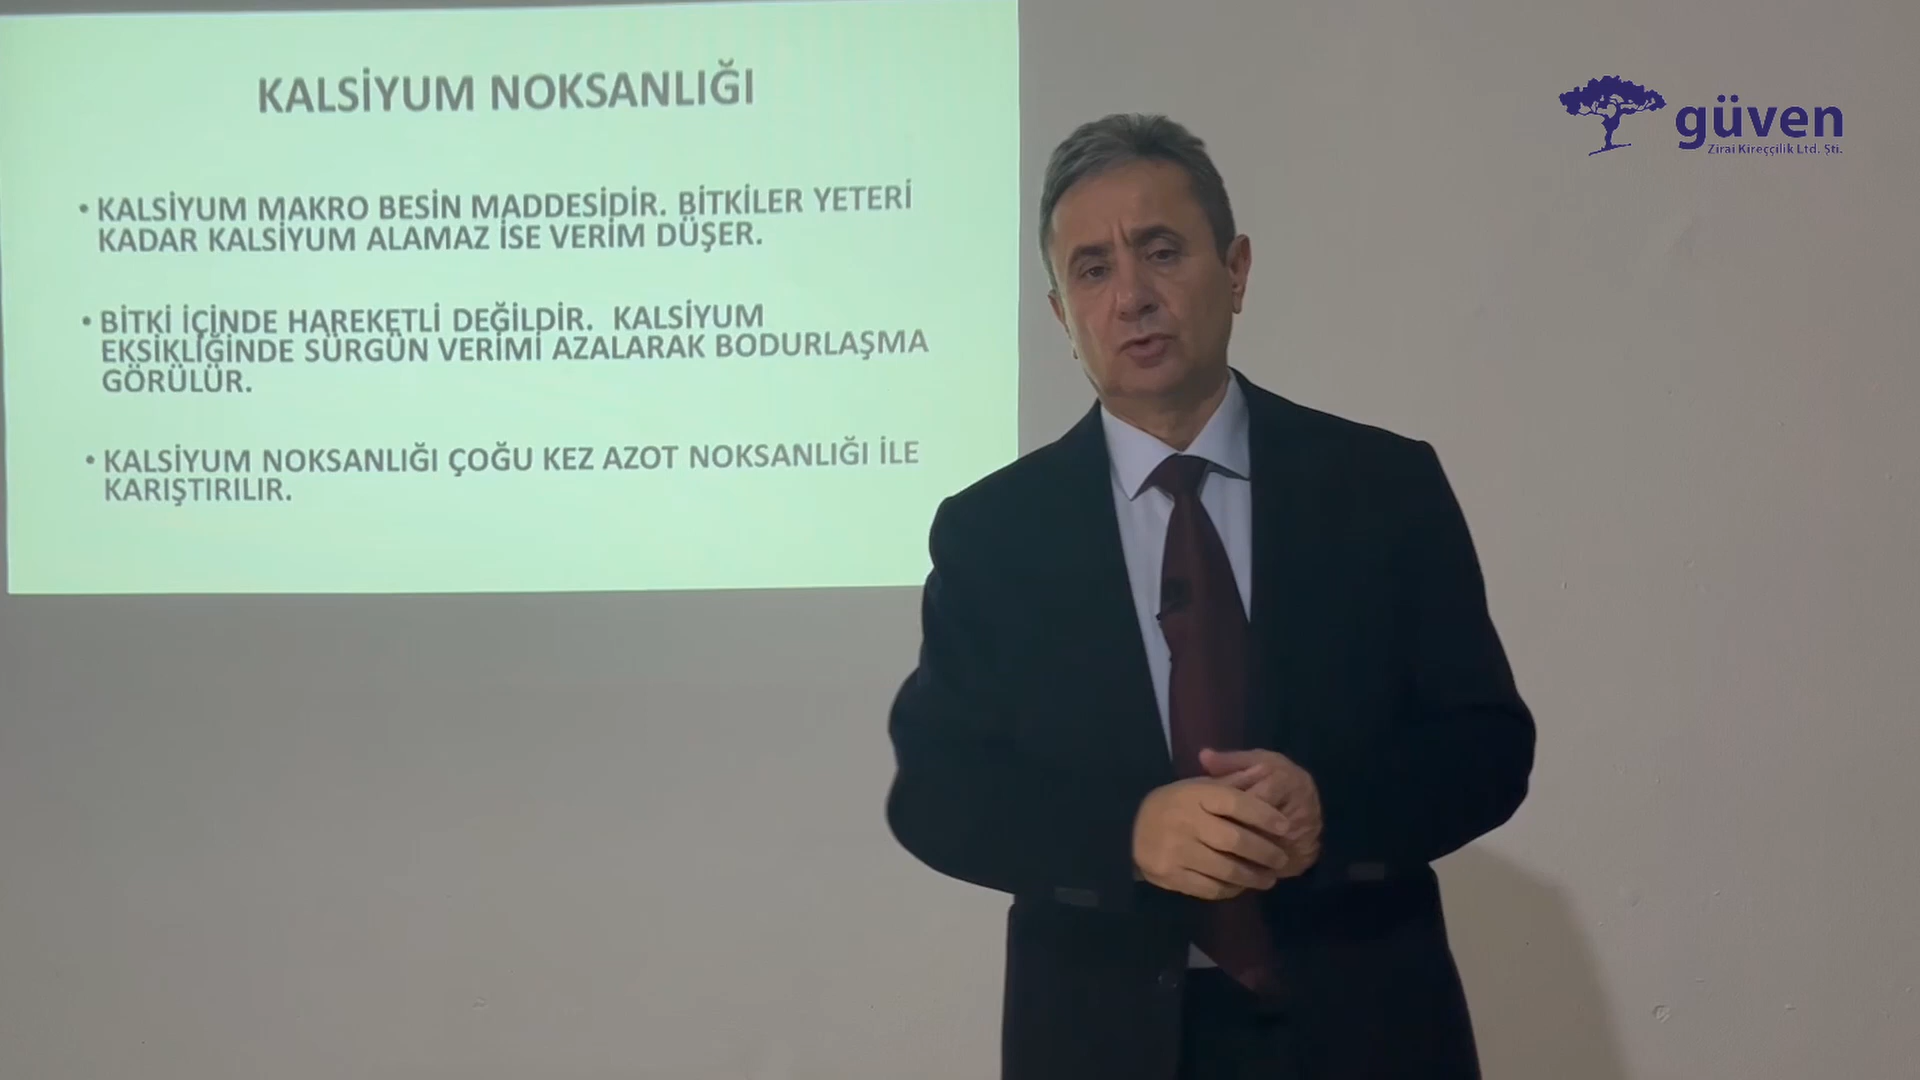 KALSİYUM NOKSANLIĞI
• KALSİYUM MAKRO BESİN MADDESİDİR. BİTKİLER YETERİ
KADAR KALSİYUM ALAMAZ İSE VERİM DÜŞER.
• BİTKİ İÇİNDE HAREKETLİ DEĞİLDİR. KALSİYUM
EKSİKLİĞİNDE SÜRGÜN VERİMİ AZALARAK BODURLAŞMA
GÖRÜLÜR.
• KALSİYUM NOKSANLIĞI ÇOĞU KEZ AZOT NOKSANLIĞI İLE
KARIŞTIRILIR.
güven
Zirai Kireççilik Ltd. Şti.